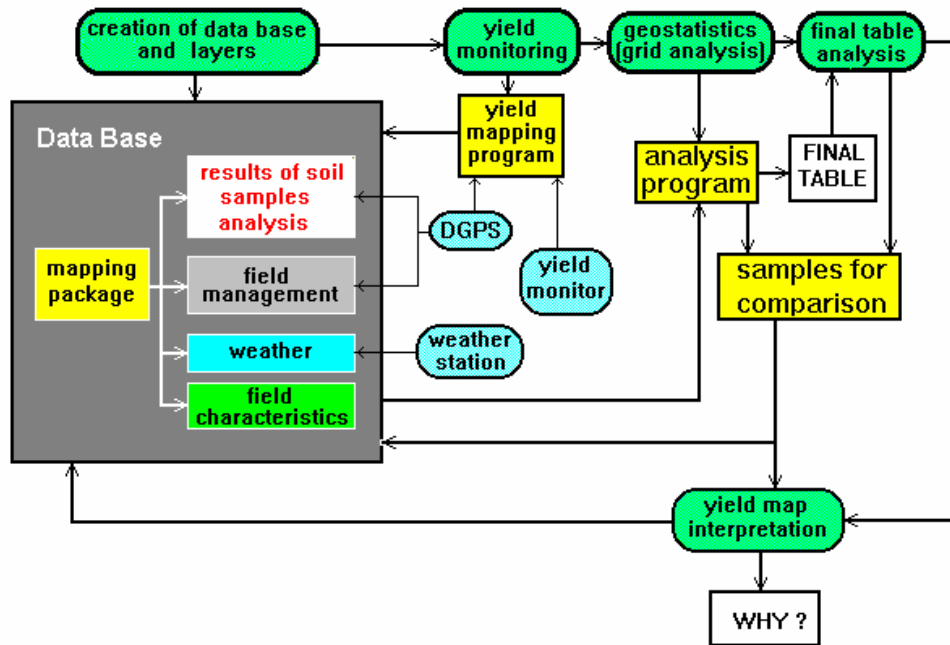 creation of data base
and layers
yield
monitoring
geostatistics
(grid analysis)
final table
analysis
Data Base
yield
mapping
program
analysis
program
FINAL
TABLE
results of soil
samples
analysis
DGPS
mapping
package
field
management
yield
monitor
samples for
comparison
weather
weather
station
field
characteristics
yield map
interpretation
WHY ?